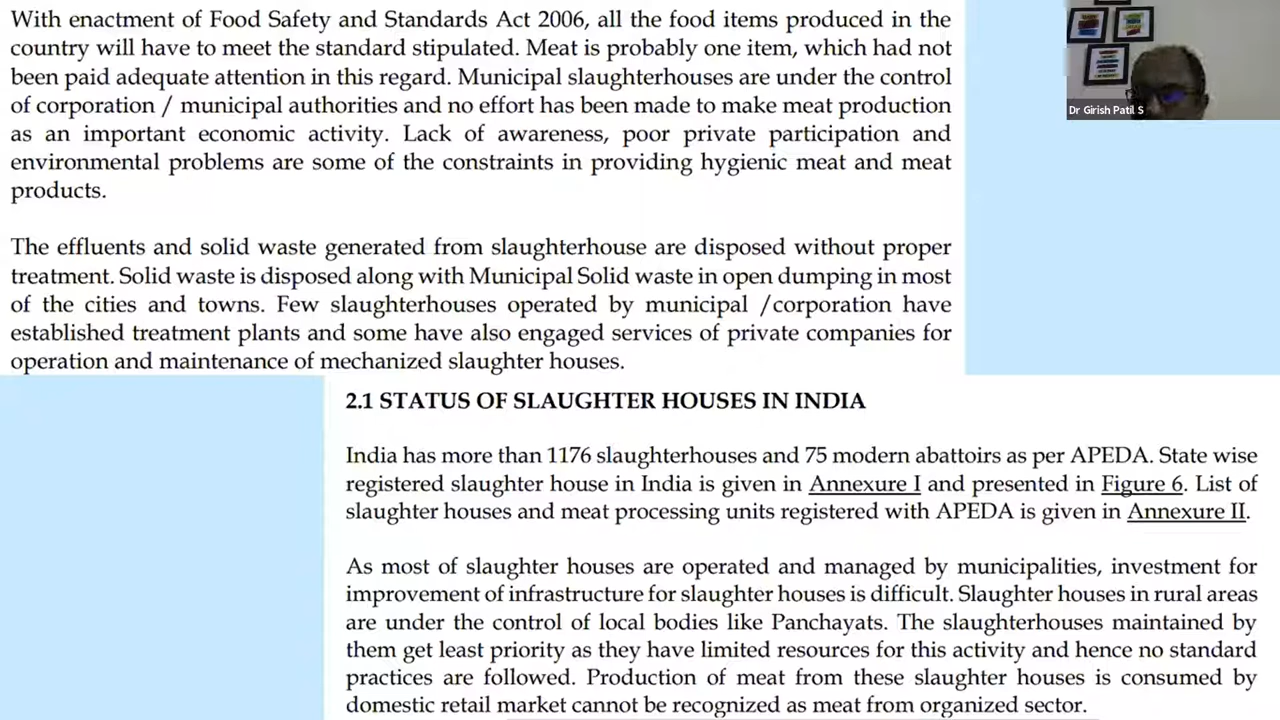 With enactment of Food Safety and Standards Act 2006, all the food items produced in the
country will have to meet the standard stipulated. Meat is probably one item, which had not
been paid adequate attention in this regard. Municipal slaughterhouses are under the control
of corporation / municipal authorities and no effort has been made to make meat production
as an important economic activity. Lack of awareness, poor private participation and
environmental problems are some of the constraints in providing hygienic meat and meat
products.
The effluents and solid waste generated from slaughterhouse are disposed without proper
treatment. Solid waste is disposed along with Municipal Solid waste in open dumping in most
of the cities and towns. Few slaughterhouses operated by municipal /corporation have
established treatment plants and some have also engaged services of private companies for
operation and maintenance of mechanized slaughter houses.
Dr Girish Patil S
2.1 STATUS OF SLAUGHTER HOUSES IN INDIA
India has more than 1176 slaughterhouses and 75 modern abattoirs as per APEDA. State wise
registered slaughter house in India is given in Annexure I and presented in Figure 6. List of
slaughter houses and meat processing units registered with APEDA is given in Annexure II.
As most of slaughter houses are operated and managed by municipalities, investment for
improvement of infrastructure for slaughter houses is difficult. Slaughter houses in rural areas
are under the control of local bodies like Panchayats. The slaughterhouses maintained by
them get least priority as they have limited resources for this activity and hence no standard
practices are followed. Production of meat from these slaughter houses is consumed by
domestic retail market cannot be recognized as meat from organized sector.